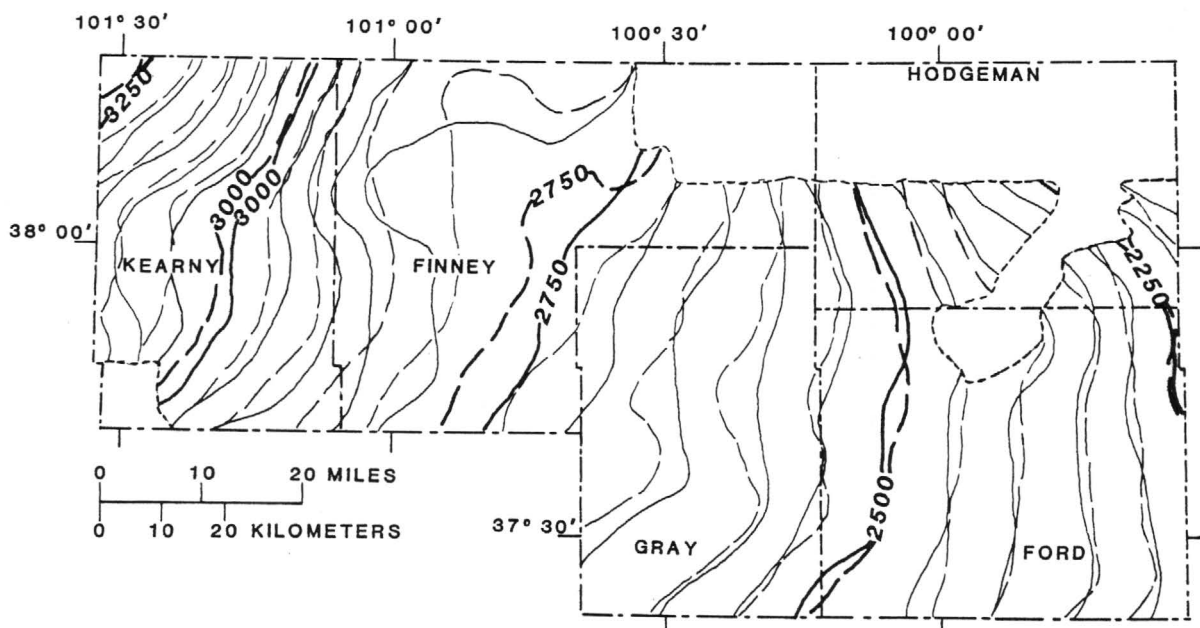 101° 30′
101° 00′
100° 30′
100° 00′
HODGEMAN
3250
3000
3000
2750
38° 00′
KEARNY
FINNEY
2750
2250
0 10 20 MILES
0 10 20 KILOMETERS
2500
37° 30′
GRAY
FORD